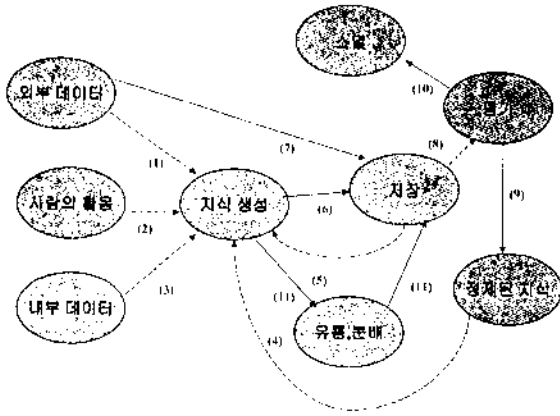 소멸
외부 데이터
(10)
(1)
(7)
(8)
사람의 활용
지식 생성
저장
(9)
(2)
(6)
(3)
(5)
정제된 지식
내부 데이터
(11)
(11)
(4)
유통,분배